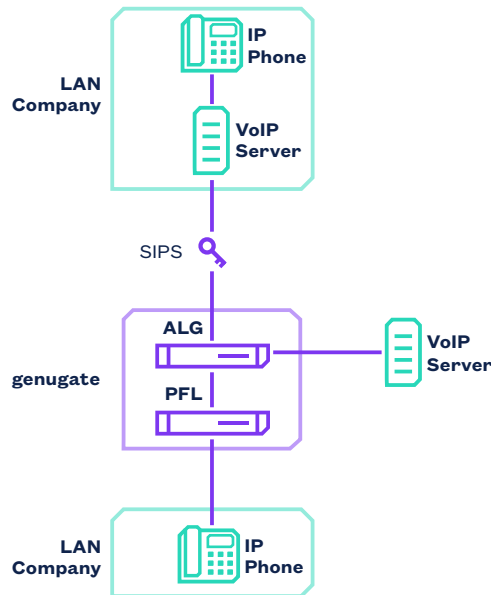 IP
Phone
LAN
Company
VoIP
Server
SIPS
ALG
VoIP
Server
genugate
PFL
LAN
Company
IP
Phone